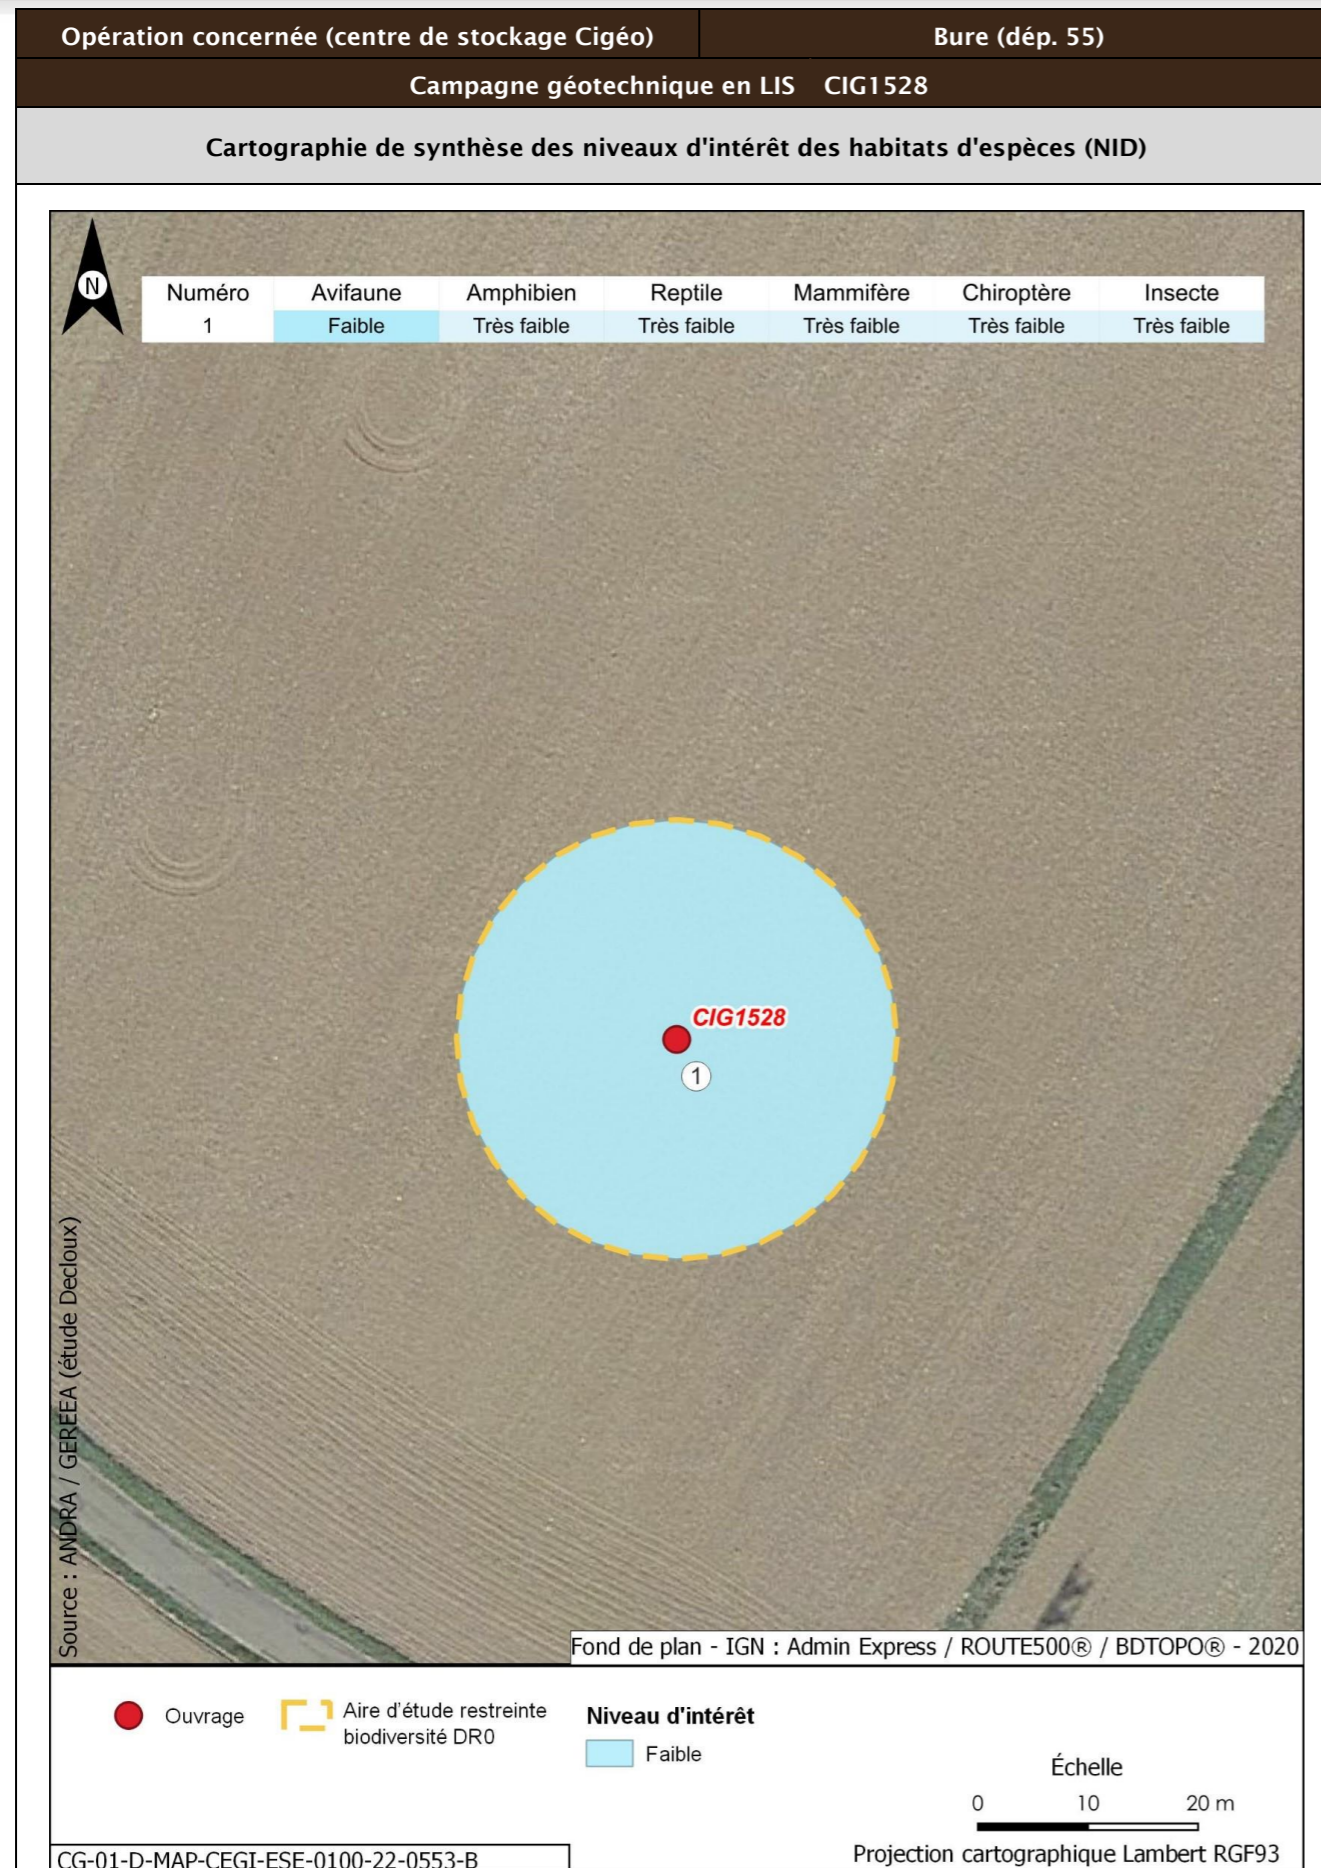 Opération concernée (centre de stockage Cigéo) Bure (dép. 55)
Campagne géotechnique en LIS CIG1528
Cartographie de synthèse des niveaux d'intérêt des habitats d'espèces (NID)
N
Numéro Avifaune Amphibien Reptile Mammifère Chiroptère Insecte
1 Faible Très faible Très faible Très faible Très faible Très faible
CIG1528
1
Source : ANDRA / GEREEA (étude Decloux)
Fond de plan - IGN : Admin Express / ROUTE500® / BDTOPO® - 2020
Ouvrage
Aire d'étude restreinte
biodiversité DR0
Niveau d'intérêt
Faible
Échelle
0 10 20 m
Projection cartographique Lambert RGF93
CG-01-D-MAP-CEGI-ESE-0100-22-0553-B